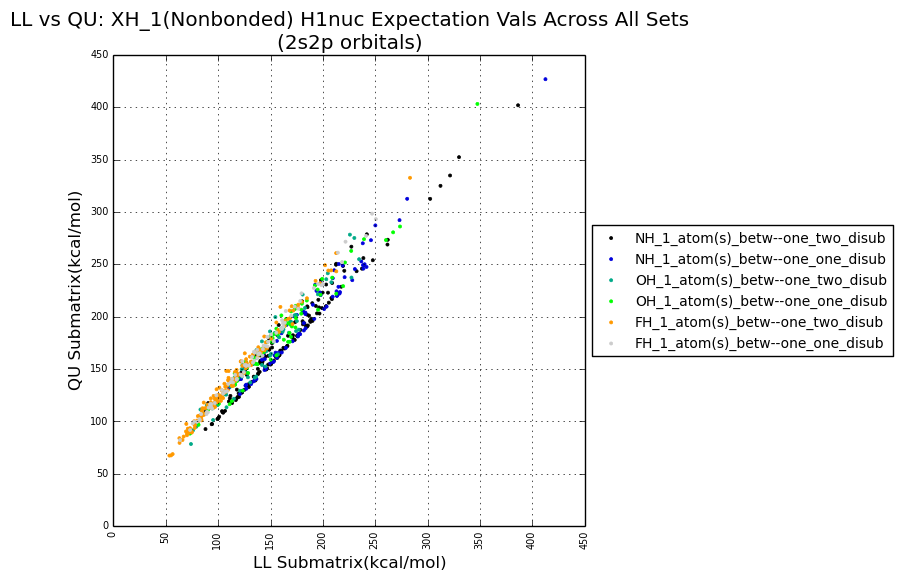 LL vs QU: XH_1(Nonbonded) H1nuc Expectation Vals Across All Sets
(2s2p orbitals)
450
400
350
300
250
200
150
100
50
0
QU Submatrix(kcal/mol)
0 50 100 150 200 250 300 350 400 450
LL Submatrix(kcal/mol)
NH_1_atom(s)_betw--one_two_disub
NH_1_atom(s)_betw--one_one_disub
OH_1_atom(s)_betw--one_two_disub
OH_1_atom(s)_betw--one_one_disub
FH_1_atom(s)_betw--one_two_disub
FH_1_atom(s)_betw--one_one_disub